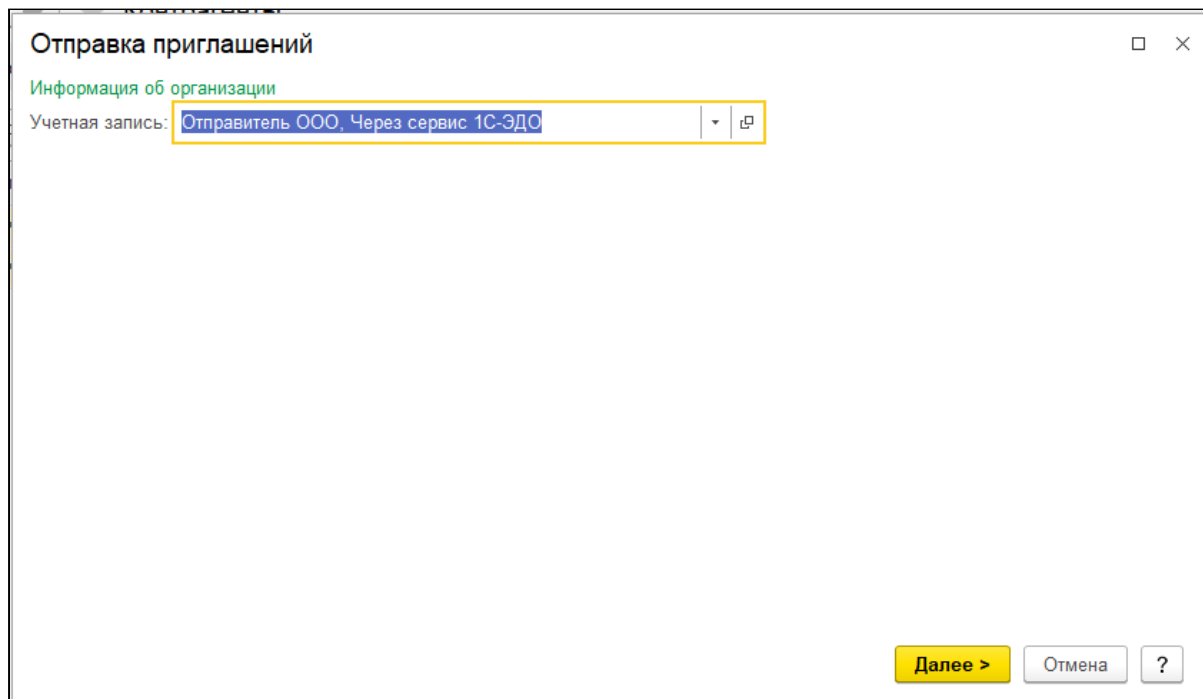 Отправка приглашений
Информация об организации
Учетная запись: Отправитель ООО, Через сервис 1С-ЭДО
Далее > Отмена ?